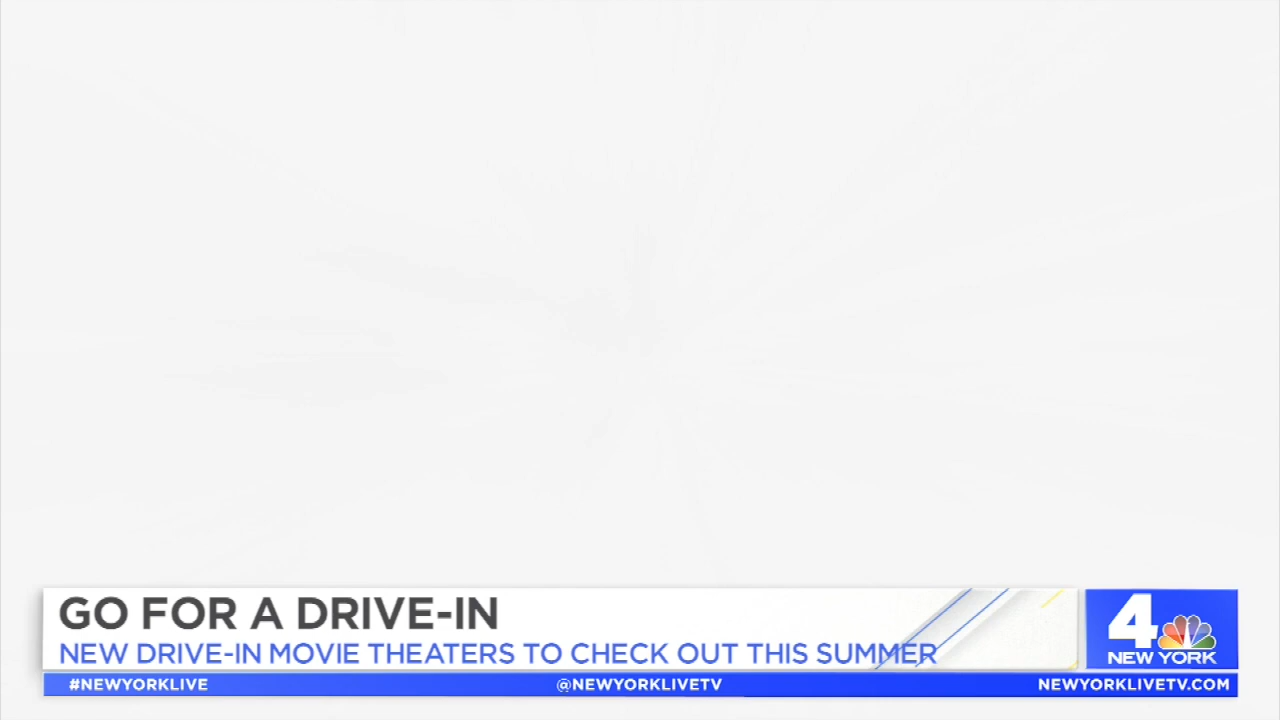 GO FOR A DRIVE-IN
NEW DRIVE-IN MOVIE THEATERS TO CHECK OUT THIS SUMMER
4
NEW YORK
#NEWYORKLIVE
@NEWYORKLIVETV
NEWYORKLIVETV.COM